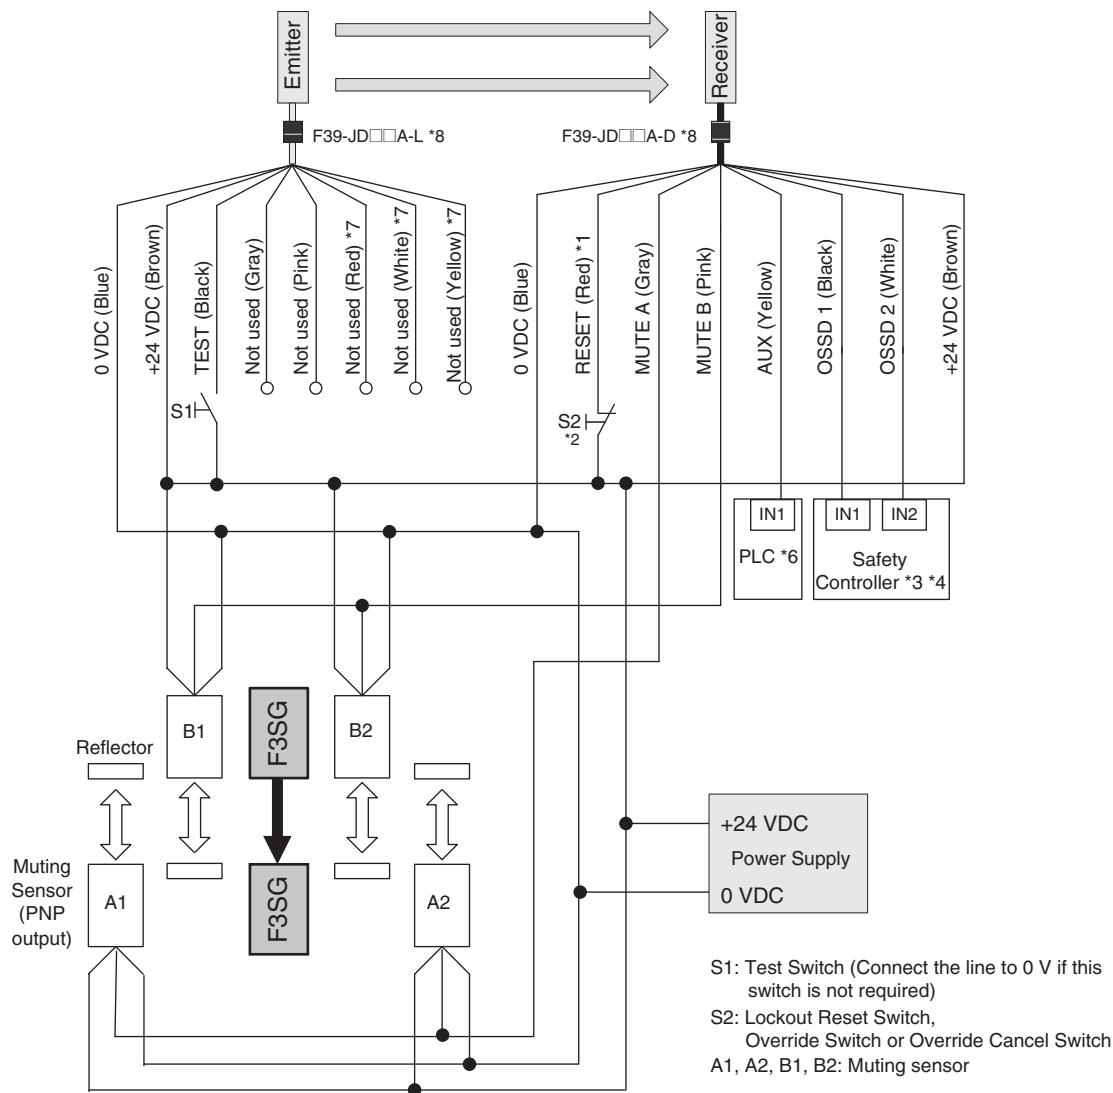 Emitter
Receiver
F39-JD□□A-L *8
F39-JD□□A-D *8
0 VDC (Blue)
+24 VDC (Brown)
TEST (Black)
Not used (Gray)
Not used (Pink)
Not used (Red) *7
Not used (White) *7
Not used (Yellow) *7
0 VDC (Blue)
RESET (Red) *1
MUTE A (Gray)
MUTE B (Pink)
AUX (Yellow)
OSSD 1 (Black)
OSSD 2 (White)
+24 VDC (Brown)
S1
S2
*2
IN1
IN1
IN2
PLC *6
Safety
Controller *3 *4
B1
F3SG
B2
Reflector
Muting
Sensor
(PNP
output)
A1
F3SG
A2
+24 VDC
Power Supply
0 VDC
S1: Test Switch (Connect the line to 0 V if this
switch is not required)
S2: Lockout Reset Switch,
Override Switch or Override Cancel Switch
A1, A2, B1, B2: Muting sensor